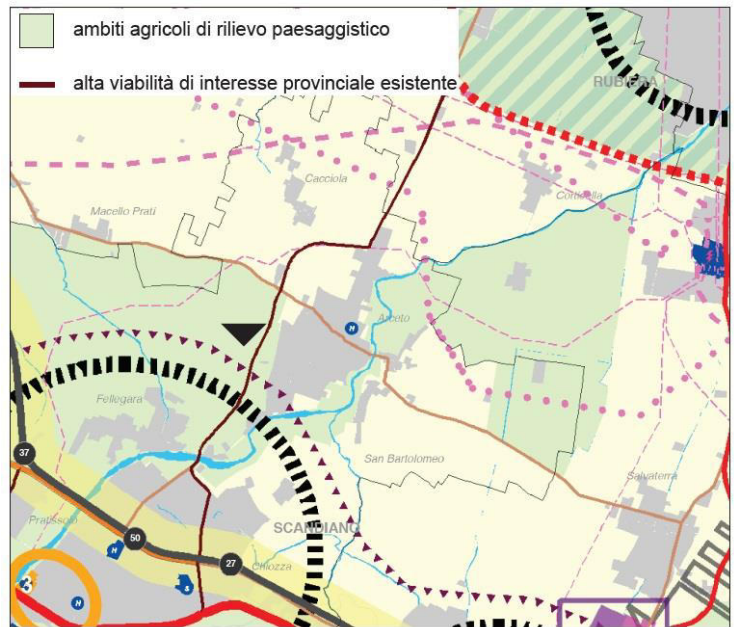 ambiti agricoli di rilievo paesaggistico
alta viabilità di interesse provinciale esistente
RUBIERA
Cacciola
Corticella
Macello Prati
H
Arceto
Fellegara
37
San Bartolomeo
Salvaterra
Pratissolo
50
SCANDIANO
H
27
Chiozza
3
H
S